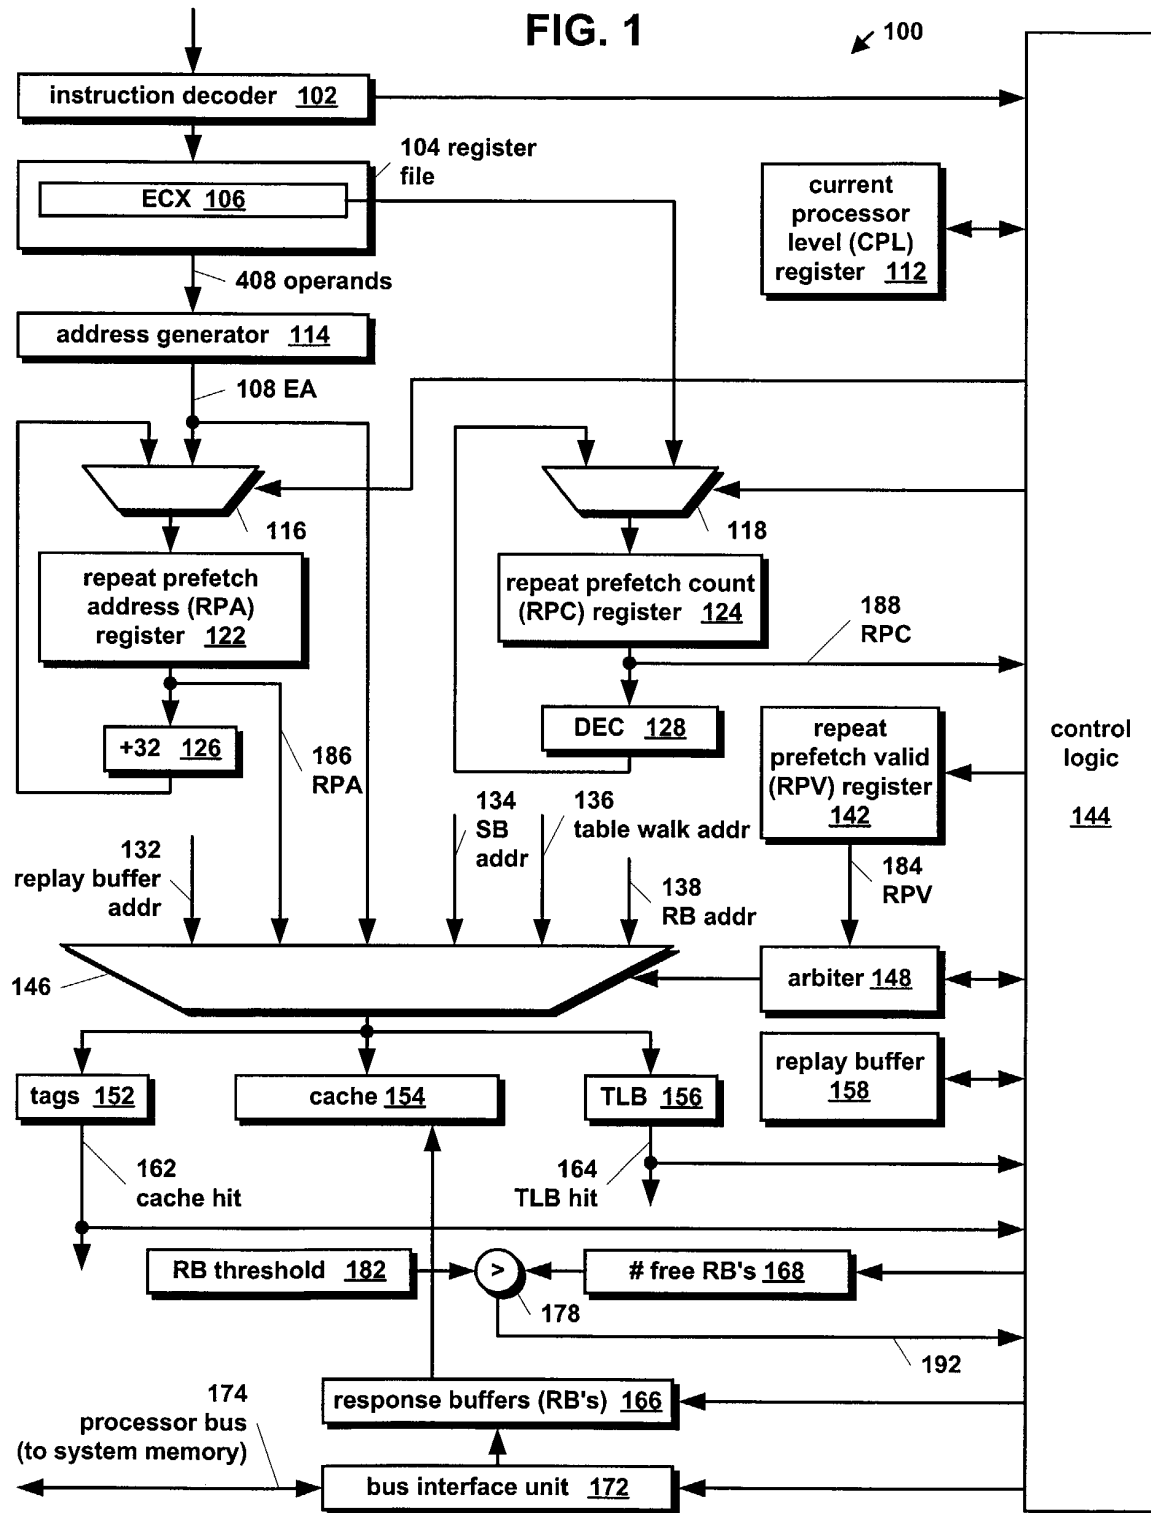 FIG. 1
100
instruction decoder 102
104 register
file
ECX 106
current
processor
level (CPL)
register 112
408 operands
address generator 114
108 EA
116
118
repeat prefetch
address (RPA)
register 122
repeat prefetch count
(RPC) register 124
188
RPC
+32 126
186
RPA
DEC 128
repeat
prefetch valid
(RPV) register
142
control
logic
144
134
SB
addr
136
table walk addr
132
replay buffer
addr
138
RB addr
184
RPV
146
arbiter 148
tags 152
cache 154
TLB 156
replay buffer
158
162
cache hit
164
TLB hit
RB threshold 182
>
# free RB's 168
178
192
174
processor bus
(to system memory)
response buffers (RB's) 166
bus interface unit 172